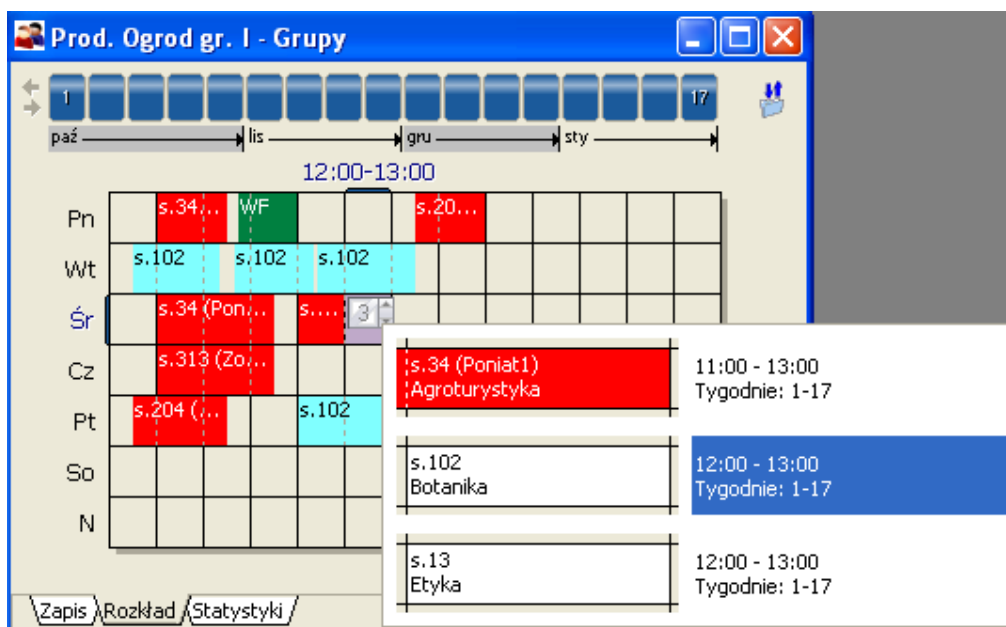 Prod. Ogrod gr. I - Grupy
1 17
paź lis gru sty
12:00-13:00
Pn s.34,... WF s.20...
Wt s.102 s.102 s.102
Śr s.34 (Pon,... s.... 3
Cz s.313 (Zo,...
Pt s.204 (,... s.102
So
N
s.34 (Poniat1) 11:00 - 13:00
Agroturystyka Tygodnie: 1-17
s.102 12:00 - 13:00
Botanika Tygodnie: 1-17
s.13 12:00 - 13:00
Etyka Tygodnie: 1-17
Zapis Rozkład Statystyki